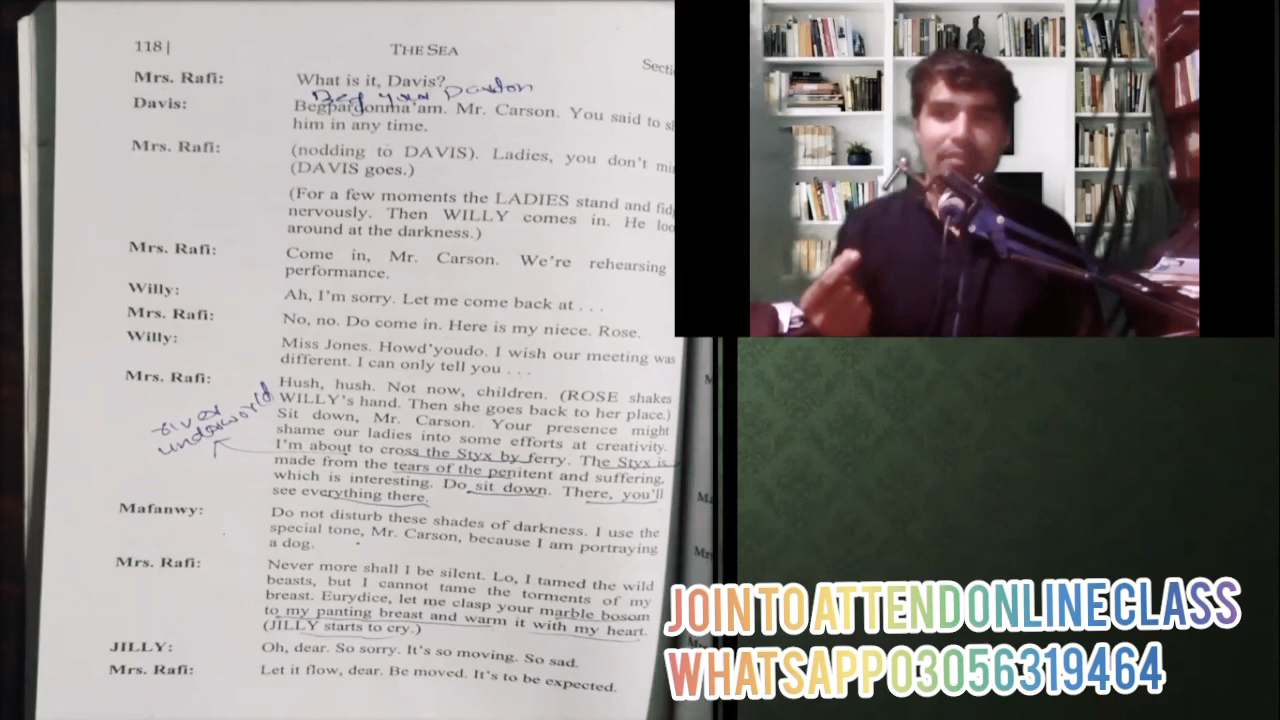 118|
THE SEA
Secti
Mrs. Rafi: What is it, Davis?
Beg your pardon
Davis: Begpardonma'am. Mr. Carson. You said to s
him in any time.
Mrs. Rafi: (nodding to DAVIS). Ladies, you don't mi
(DAVIS goes.)
(For a few moments the LADIES stand and fid
nervously. Then WILLY comes in. He loo
around at the darkness.)
Mrs. Rafi: Come in, Mr. Carson. We're rehearsing
performance.
Willy: Ah, I'm sorry. Let me come back at . . .
Mrs. Rafi: No, no. Do come in. Here is my niece. Rose.
Willy: Miss Jones. Howd'youdo. I wish our meeting was
different. I can only tell you . . .
Mrs. Rafi: Hush, hush. Not now, children. (ROSE shakes
WILLY's hand. Then she goes back to her place.)
Sit down, Mr. Carson. Your presence might
shame our ladies into some efforts at creativity.
I'm about to cross the Styx by ferry. The Styx is
made from the tears of the penitent and suffering,
which is interesting. Do sit down. There, you'll
see everything there.
river
underworld
Mafanwy: Do not disturb these shades of darkness. I use the
special tone, Mr. Carson, because I am portraying
a dog.
Mrs. Rafi: Never more shall I be silent. Lo, I tamed the wild
beasts, but I cannot tame the torments of my
breast. Eurydice, let me clasp your marble bosom
to my panting breast and warm it with my heart.
(JILLY starts to cry.)
JILLY: Oh, dear. So sorry. It's so moving. So sad.
Mrs. Rafi: Let it flow, dear. Be moved. It's to be expected.
M
Ma
Mr
JOIN TO ATTEND ONLINE CLASS
WHATSAPP 03056319464